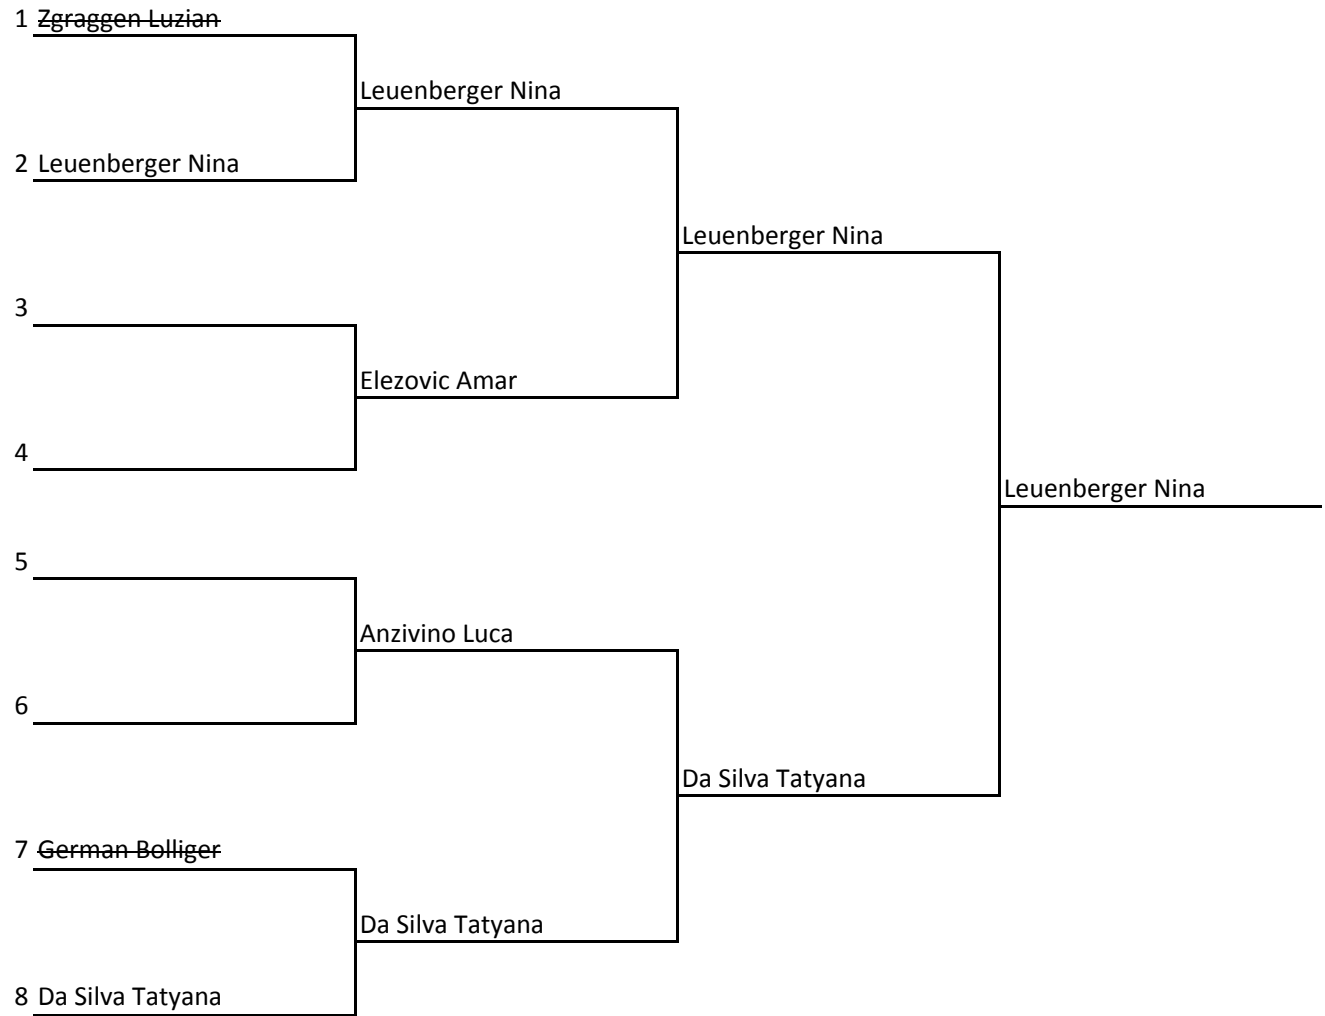 1 Zgraggen Luzian
Leuenberger Nina
2 Leuenberger Nina
Leuenberger Nina
3
Elezovic Amar
4
Leuenberger Nina
5
Anzivino Luca
6
Da Silva Tatyana
7 German Bolliger
Da Silva Tatyana
8 Da Silva Tatyana